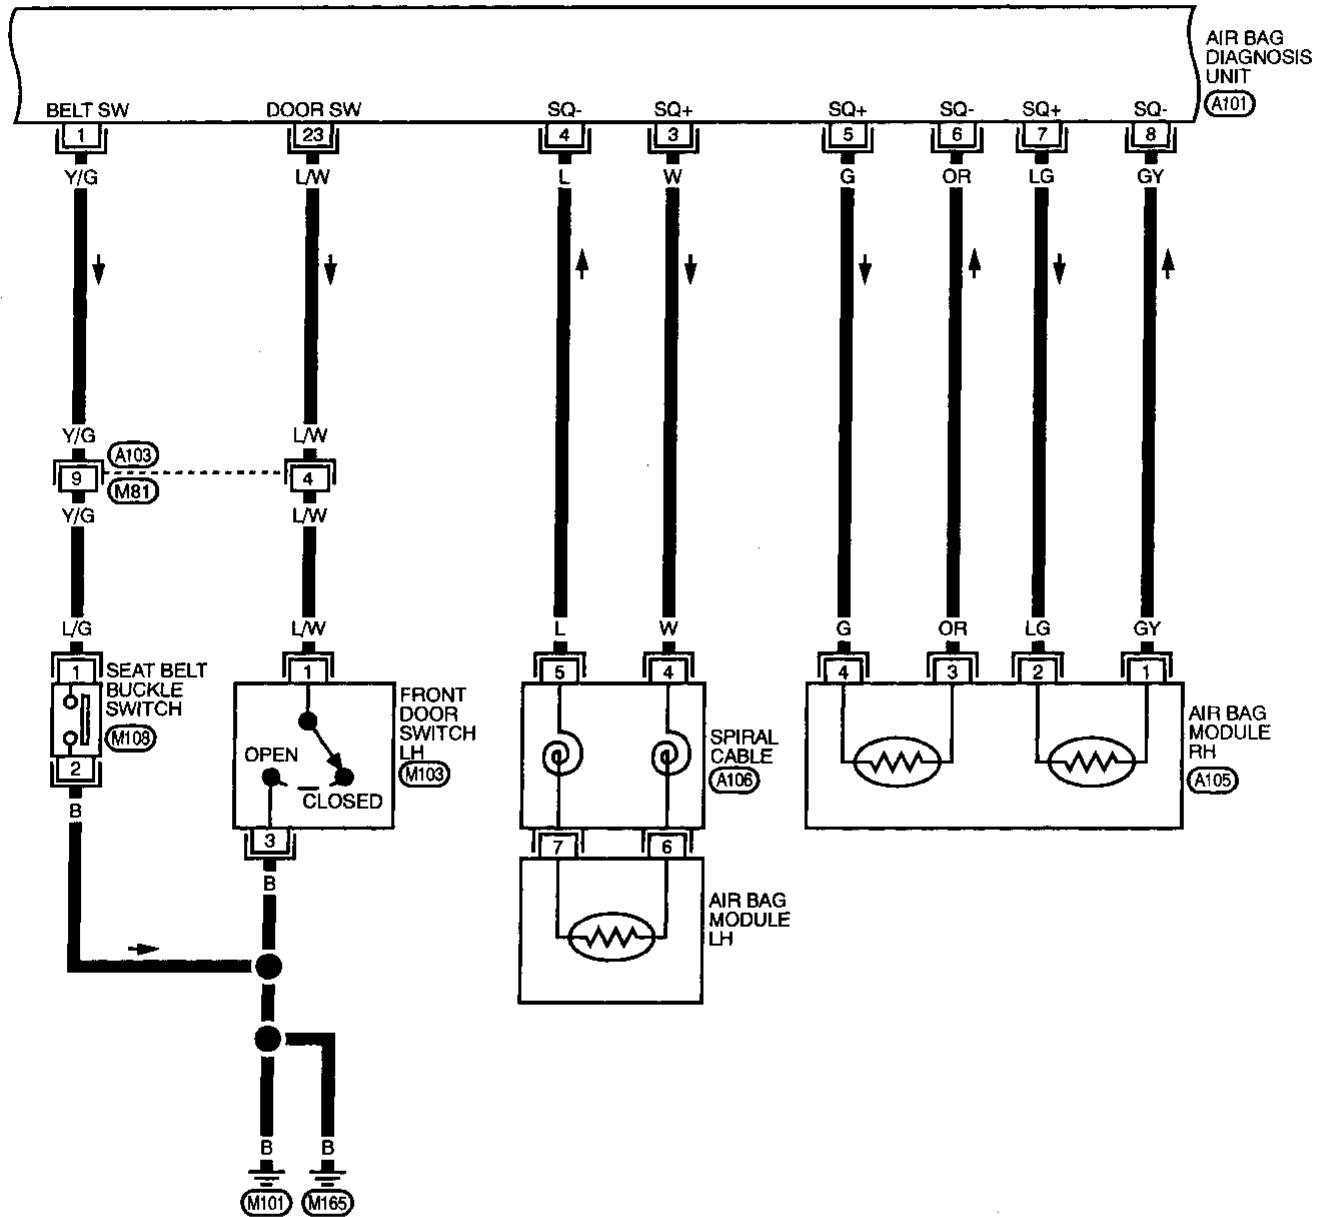 AIR BAG
DIAGNOSIS
UNIT
A101
BELT SW
DOOR SW
SQ-
SQ+
SQ+
SQ-
SQ+
SQ-
1
23
4
3
5
6
7
8
Y/G
L/W
L
W
G
OR
LG
GY
Y/G
L/W
A103
9
4
M81
Y/G
L/W
L/G
L/W
L
W
G
OR
LG
GY
1
1
5
4
4
3
2
1
SEAT BELT
BUCKLE
SWITCH
M108
2
B
FRONT
DOOR
SWITCH
LH
M103
OPEN
CLOSED
3
B
SPIRAL
CABLE
A106
7
6
AIR BAG
MODULE
LH
AIR BAG
MODULE
RH
A105
B
B
M101
M165